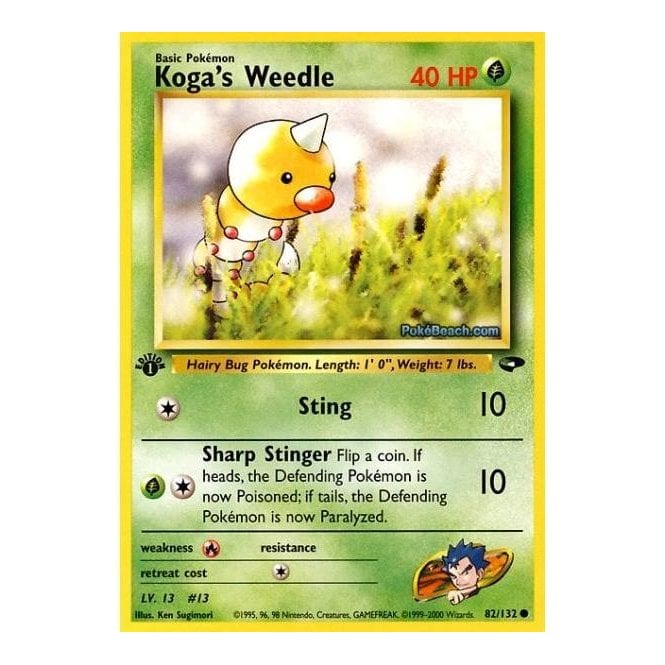 Basic Pokémon
Koga's Weedle 40 HP
PokéBeach.com
EDITION
1
Hairy Bug Pokémon. Length: 1' 0", Weight: 7 lbs.
Sting 10
Sharp Stinger Flip a coin. If
heads, the Defending Pokémon is
now Poisoned; if tails, the Defending
Pokémon is now Paralyzed.
10
weakness resistance
retreat cost
LV. 13 #13
Illus. Ken Sugimori ©1995, 96, 98 Nintendo, Creatures, GAMEFREAK. ©1999-2000 Wizards. 82/132